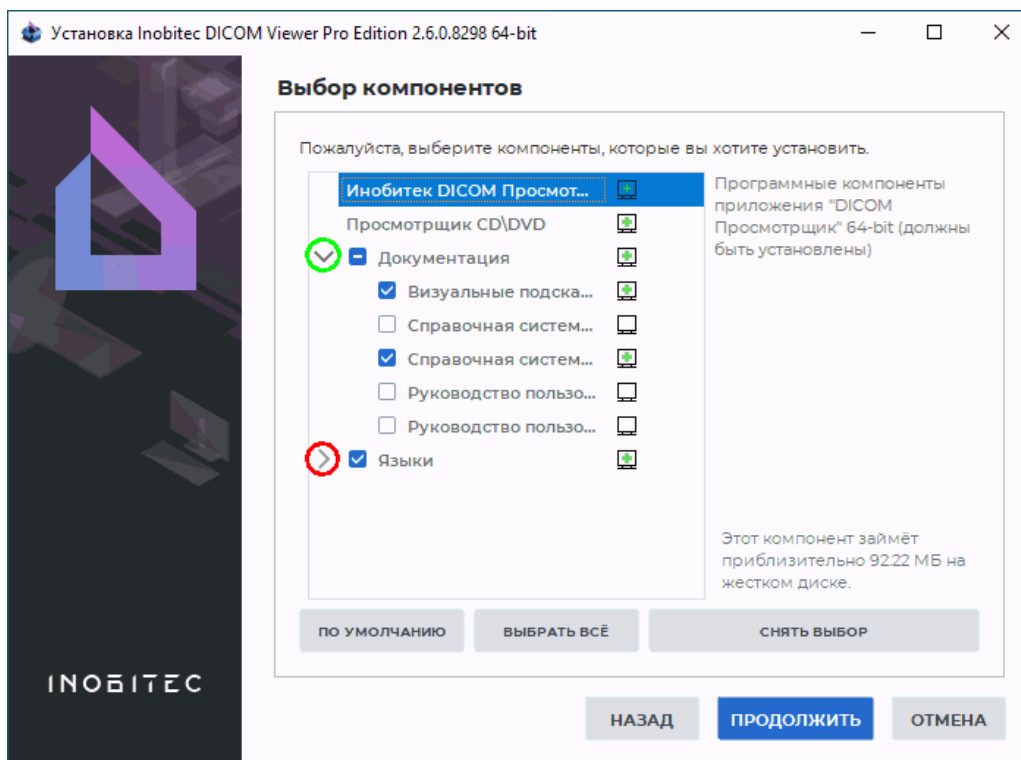 Установка Inobitec DICOM Viewer Pro Edition 2.6.0.8298 64-bit
Выбор компонентов
Пожалуйста, выберите компоненты, которые вы хотите установить.
Инобитек DICOM Просмот...
Просмотрщик CD\DVD
Документация
Визуальные подска...
Справочная систем...
Справочная систем...
Руководство пользо...
Руководство пользо...
Языки
Программные компоненты
приложения "DICOM
Просмотрщик" 64-bit (должны
быть установлены)
Этот компонент займёт
приблизительно 92.22 МБ на
жестком диске.
ПО УМОЛЧАНИЮ
ВЫБРАТЬ ВСЁ
СНЯТЬ ВЫБОР
INOBITEC
НАЗАД
ПРОДОЛЖИТЬ
ОТМЕНА